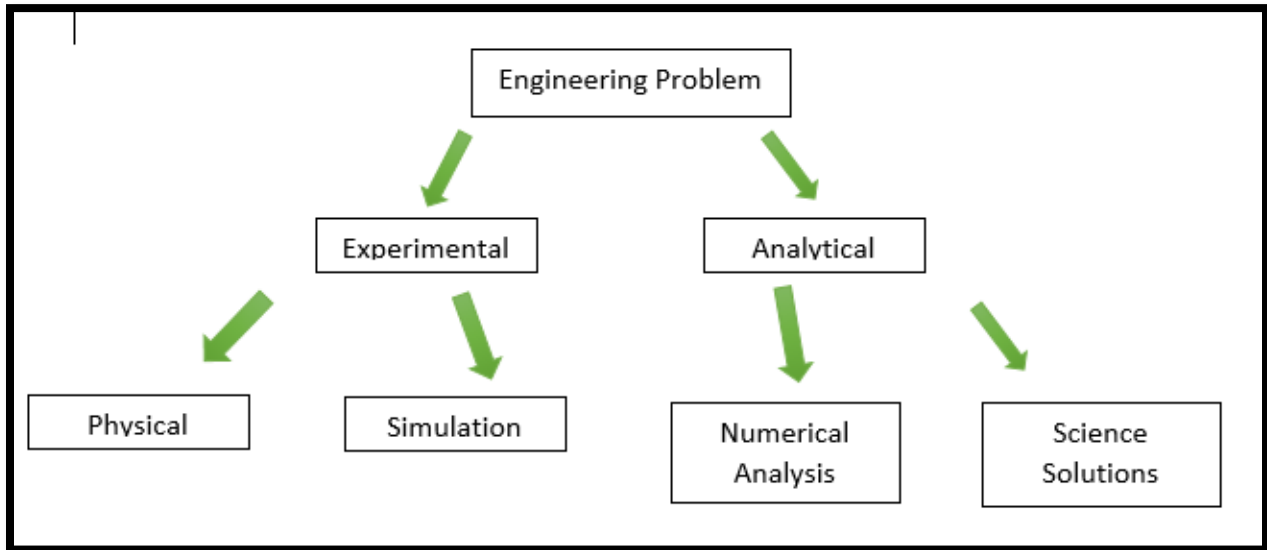 Engineering Problem
Experimental
Analytical
Physical
Simulation
Numerical
Analysis
Science
Solutions